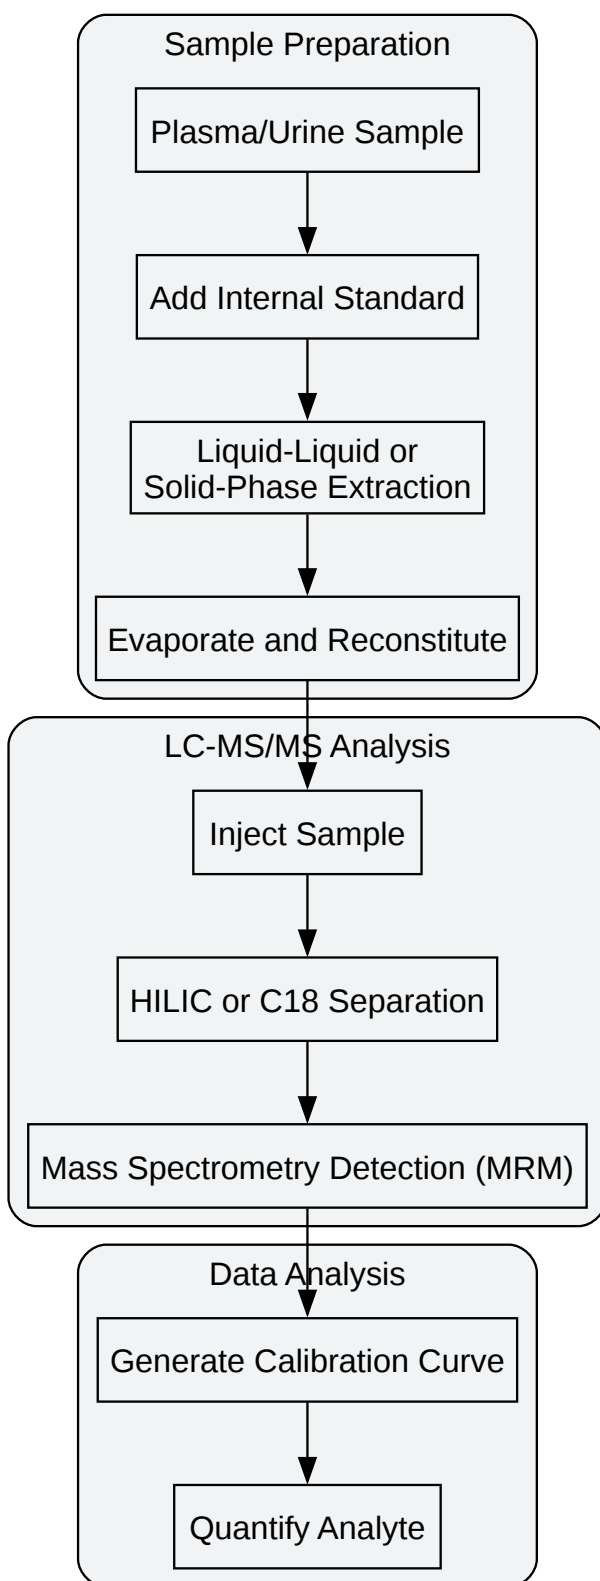 Sample Preparation
Plasma/Urine Sample
Add Internal Standard
Liquid-Liquid or
Solid-Phase Extraction
Evaporate and Reconstitute
LC-MS/MS Analysis
Inject Sample
HILIC or C18 Separation
Mass Spectrometry Detection (MRM)
Data Analysis
Generate Calibration Curve
Quantify Analyte